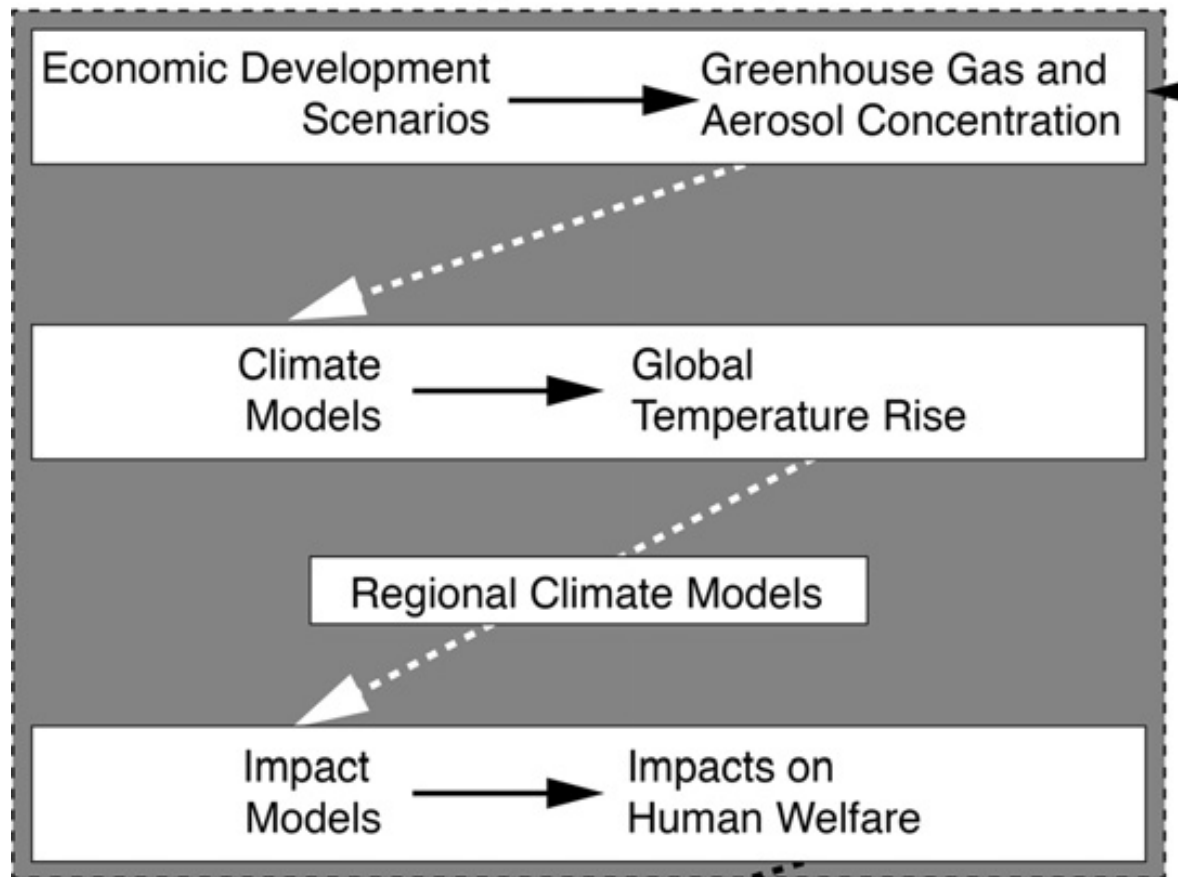 Economic Development
Scenarios
Greenhouse Gas and
Aerosol Concentration
Climate
Models
Global
Temperature Rise
Regional Climate Models
Impact
Models
Impacts on
Human Welfare